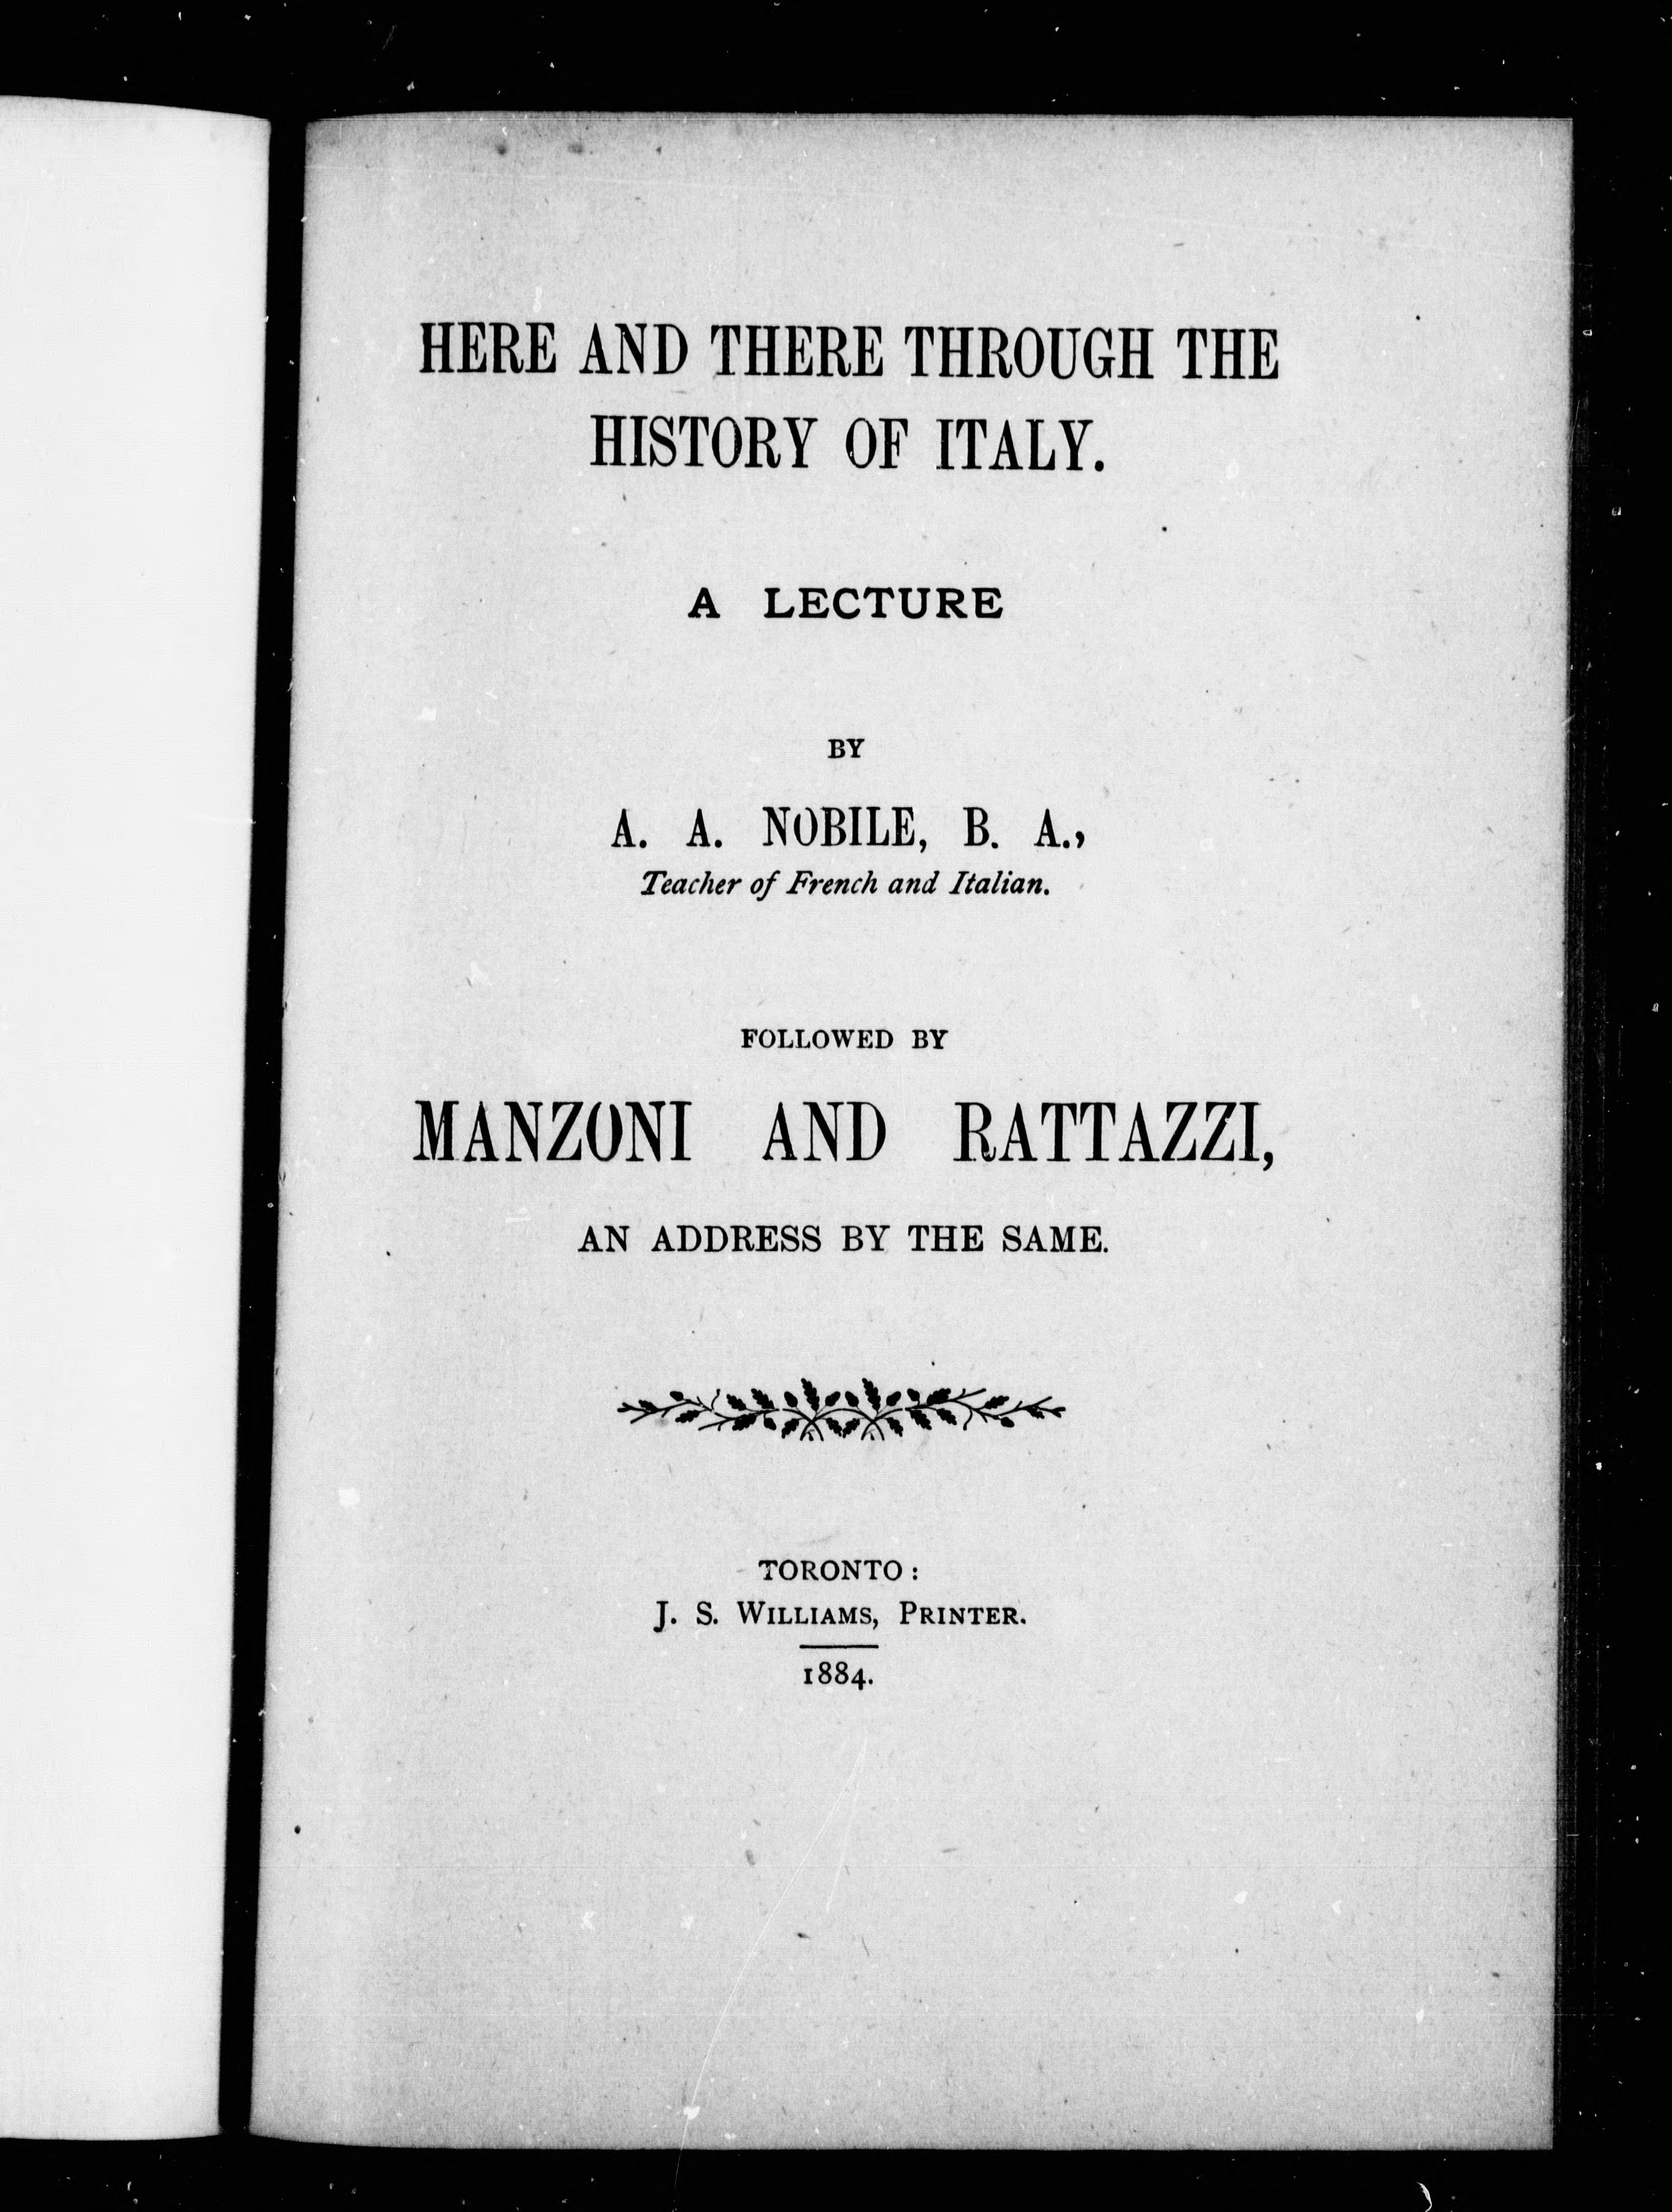 HERE AND THERE THROUGH THE
HISTORY OF ITALY.
A LECTURE
BY
A. A. NOBILE, B. A.,
Teacher of French and Italian.
FOLLOWED BY
MANZONI AND RATTAZZI,
AN ADDRESS BY THE SAME.
TORONTO:
J. S. WILLIAMS, PRINTER.
1884.